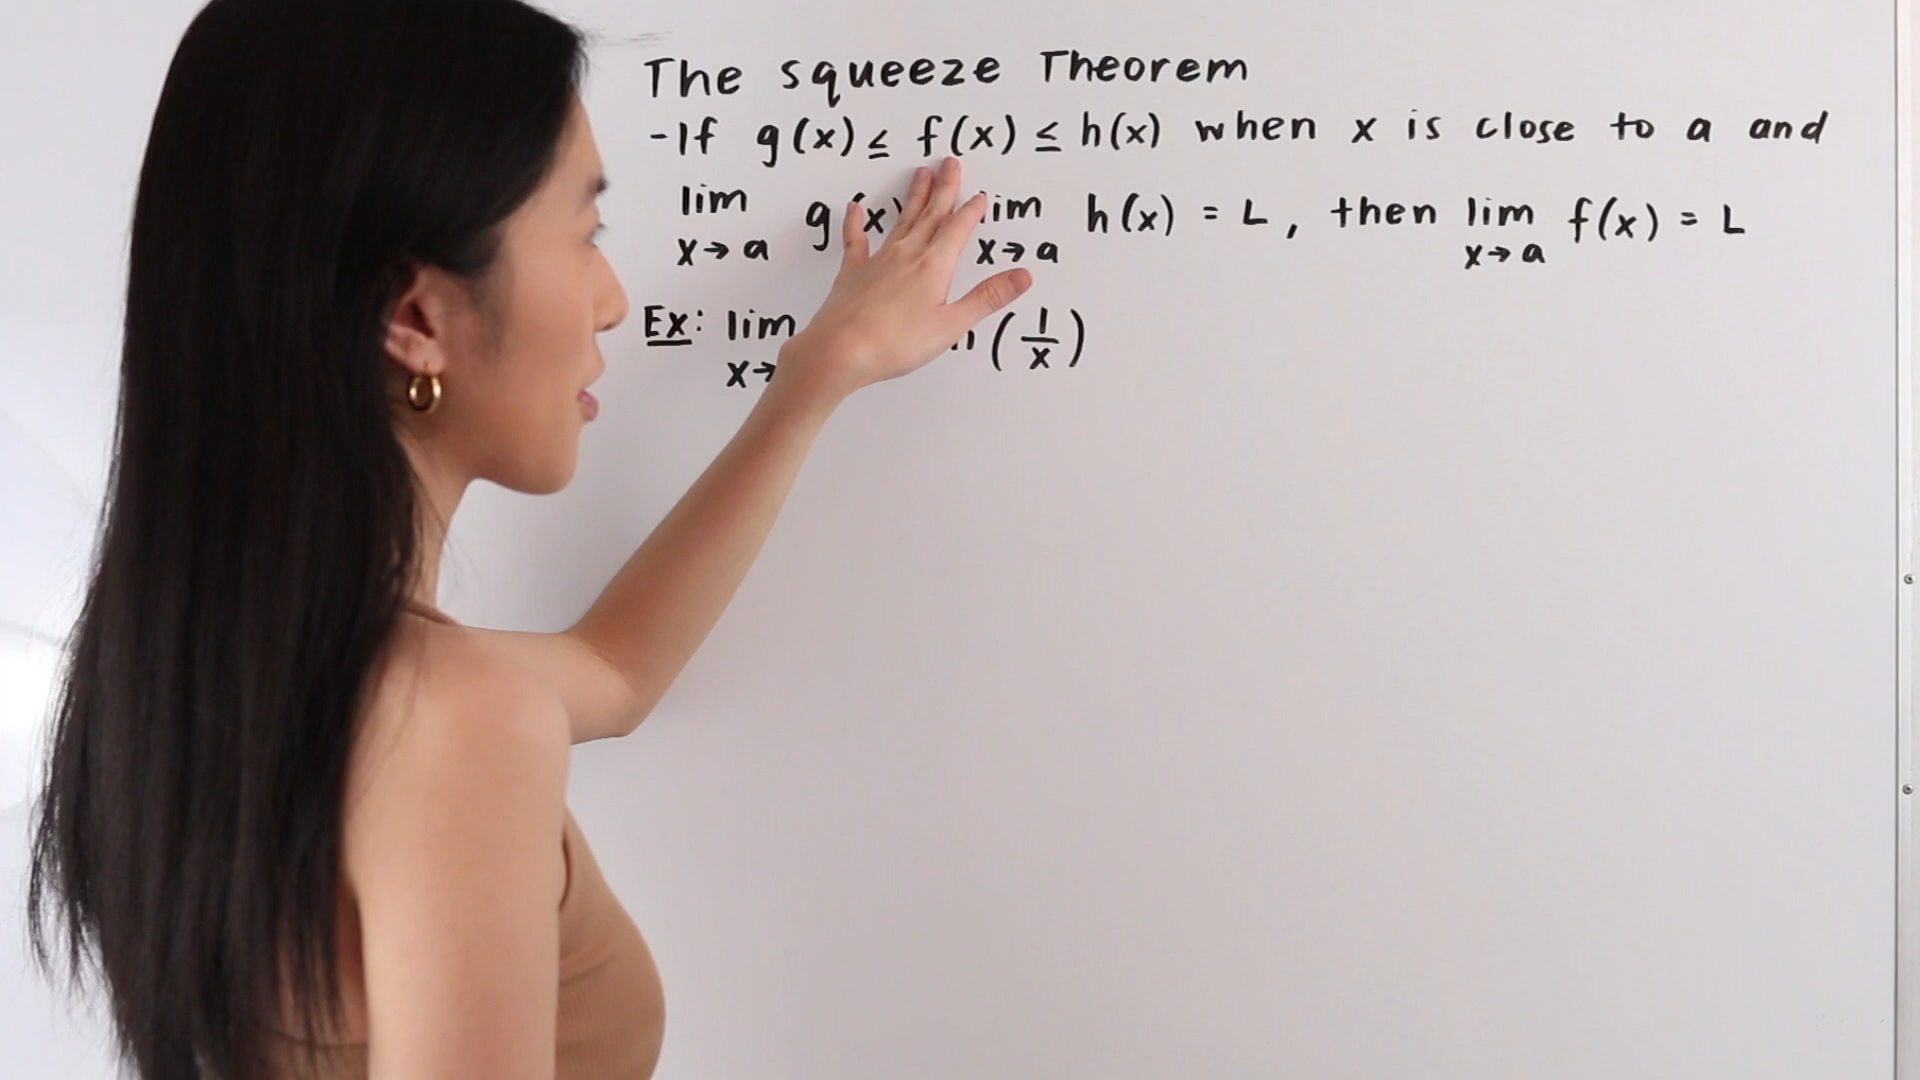 The squeeze Theorem
-If g(x) ≤ f(x) ≤ h(x) when x is close to a and
lim x→a g(x) lim x→a h(x) = L, then lim x→a f(x) = L
Ex: lim x→ (1/x)